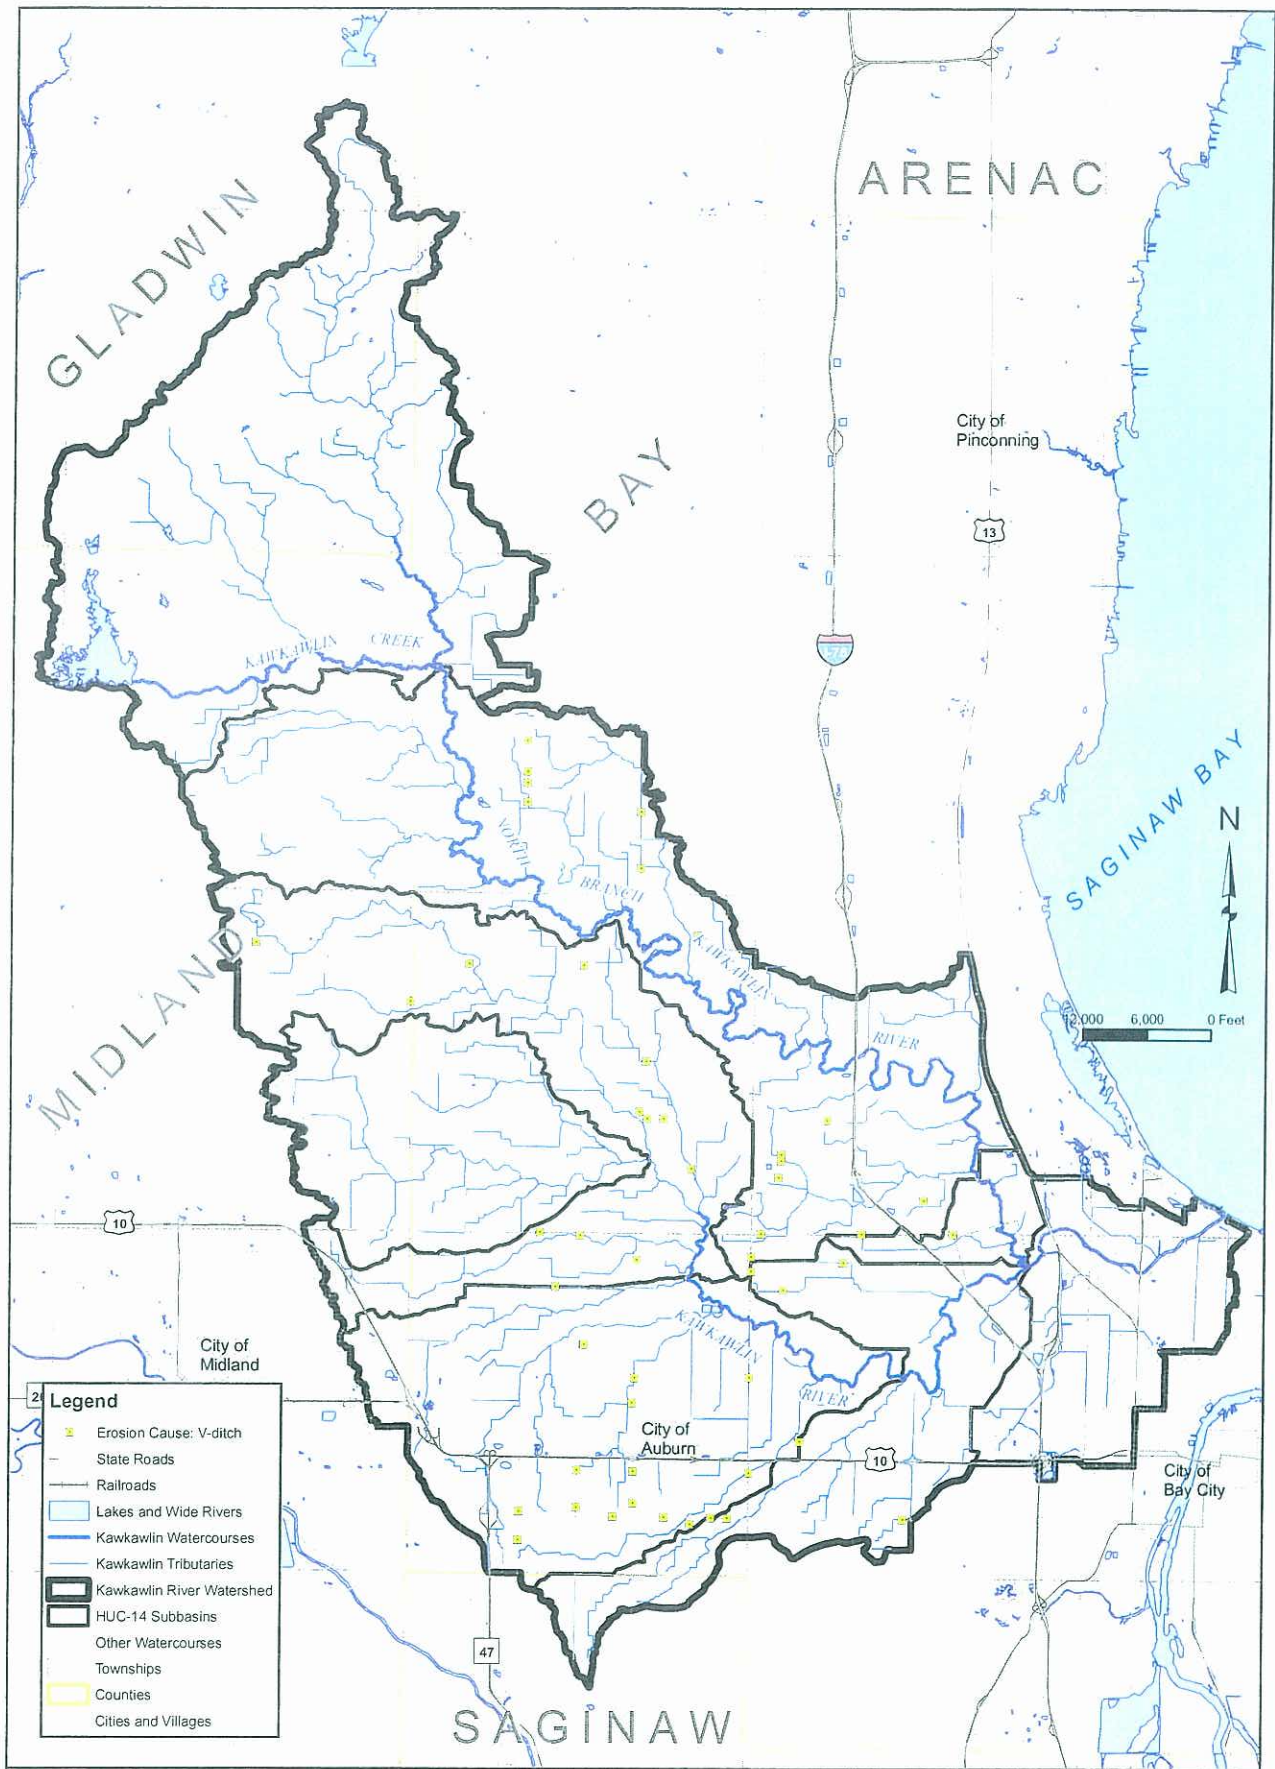 ARENAC
GLADWIN
City of
Pinconning
BAY
13
I-75
KAWKAWLIN CREEK
SAGINAW BAY
N
NORTH
BRANCH
KAWKAWLIN
RIVER
MIDLAND
12,000 6,000 0 Feet
10
City of
Midland
KAWKAWLIN
RIVER
City of
Auburn
10
City of
Bay City
Legend
Erosion Cause: V-ditch
State Roads
Railroads
Lakes and Wide Rivers
Kawkawlin Watercourses
Kawkawlin Tributaries
Kawkawlin River Watershed
HUC-14 Subbasins
Other Watercourses
Townships
Counties
Cities and Villages
47
SAGINAW